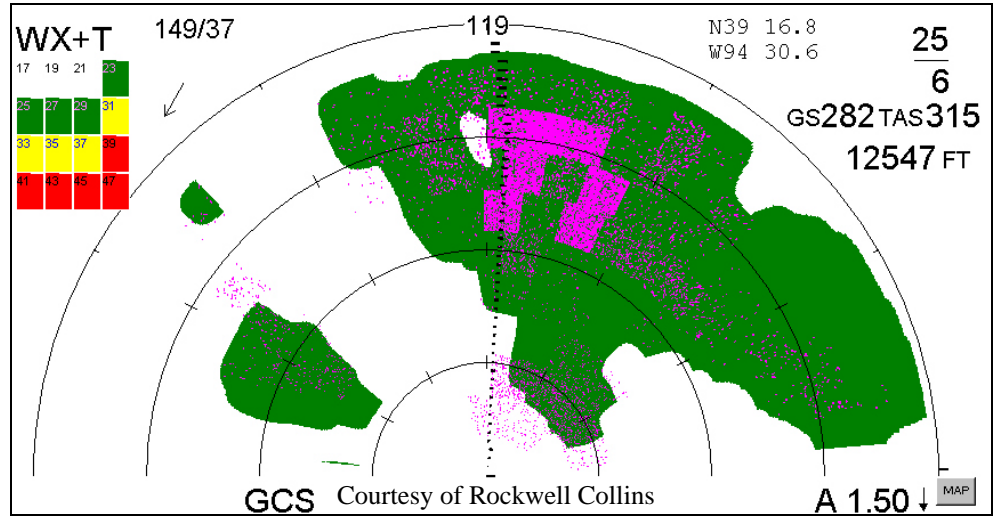 WX+T
149/37
119
N39 16.8
W94 30.6
25
6
GS282 TAS315
12547 FT
17 19 21 23
25 27 29 31
33 35 37 39
41 43 45 47
GCS
Courtesy of Rockwell Collins
A 1.50 ↓
MAP